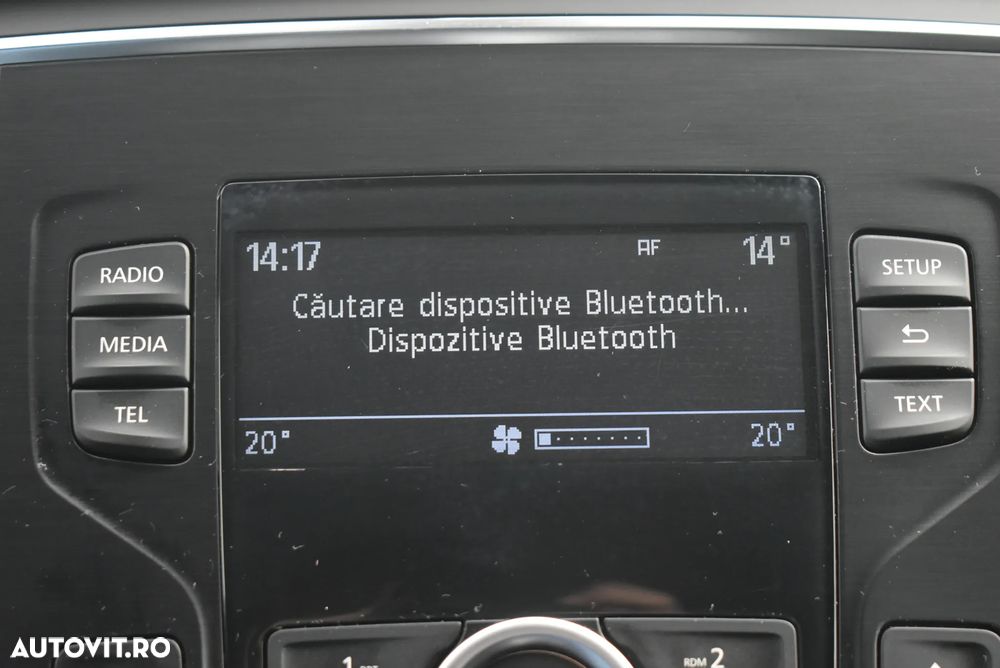 14:17 AF 14°
RADIO
SETUP
Căutare dispositive Bluetooth...
Dispozitive Bluetooth
MEDIA
TEL
TEXT
20° 20°
1
RDM 2
AUTOVIT.RO